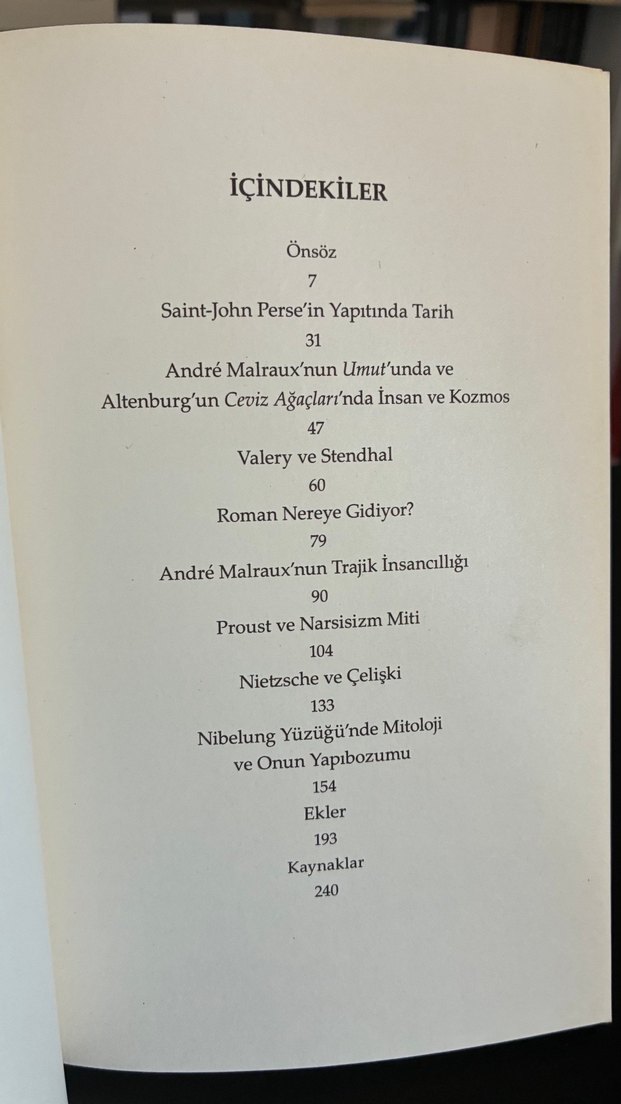 İÇİNDEKİLER
Önsöz
7
Saint-John Perse'in Yapıtında Tarih
31
André Malraux'nun Umut'unda ve
Altenburg'un Ceviz Ağaçları'nda İnsan ve Kozmos
47
Valery ve Stendhal
60
Roman Nereye Gidiyor?
79
André Malraux'nun Trajik İnsancıllığı
90
Proust ve Narsisizm Miti
104
Nietzsche ve Çelişki
133
Nibelung Yüzüğü'nde Mitoloji
ve Onun Yapıbozumu
154
Ekler
193
Kaynaklar
240